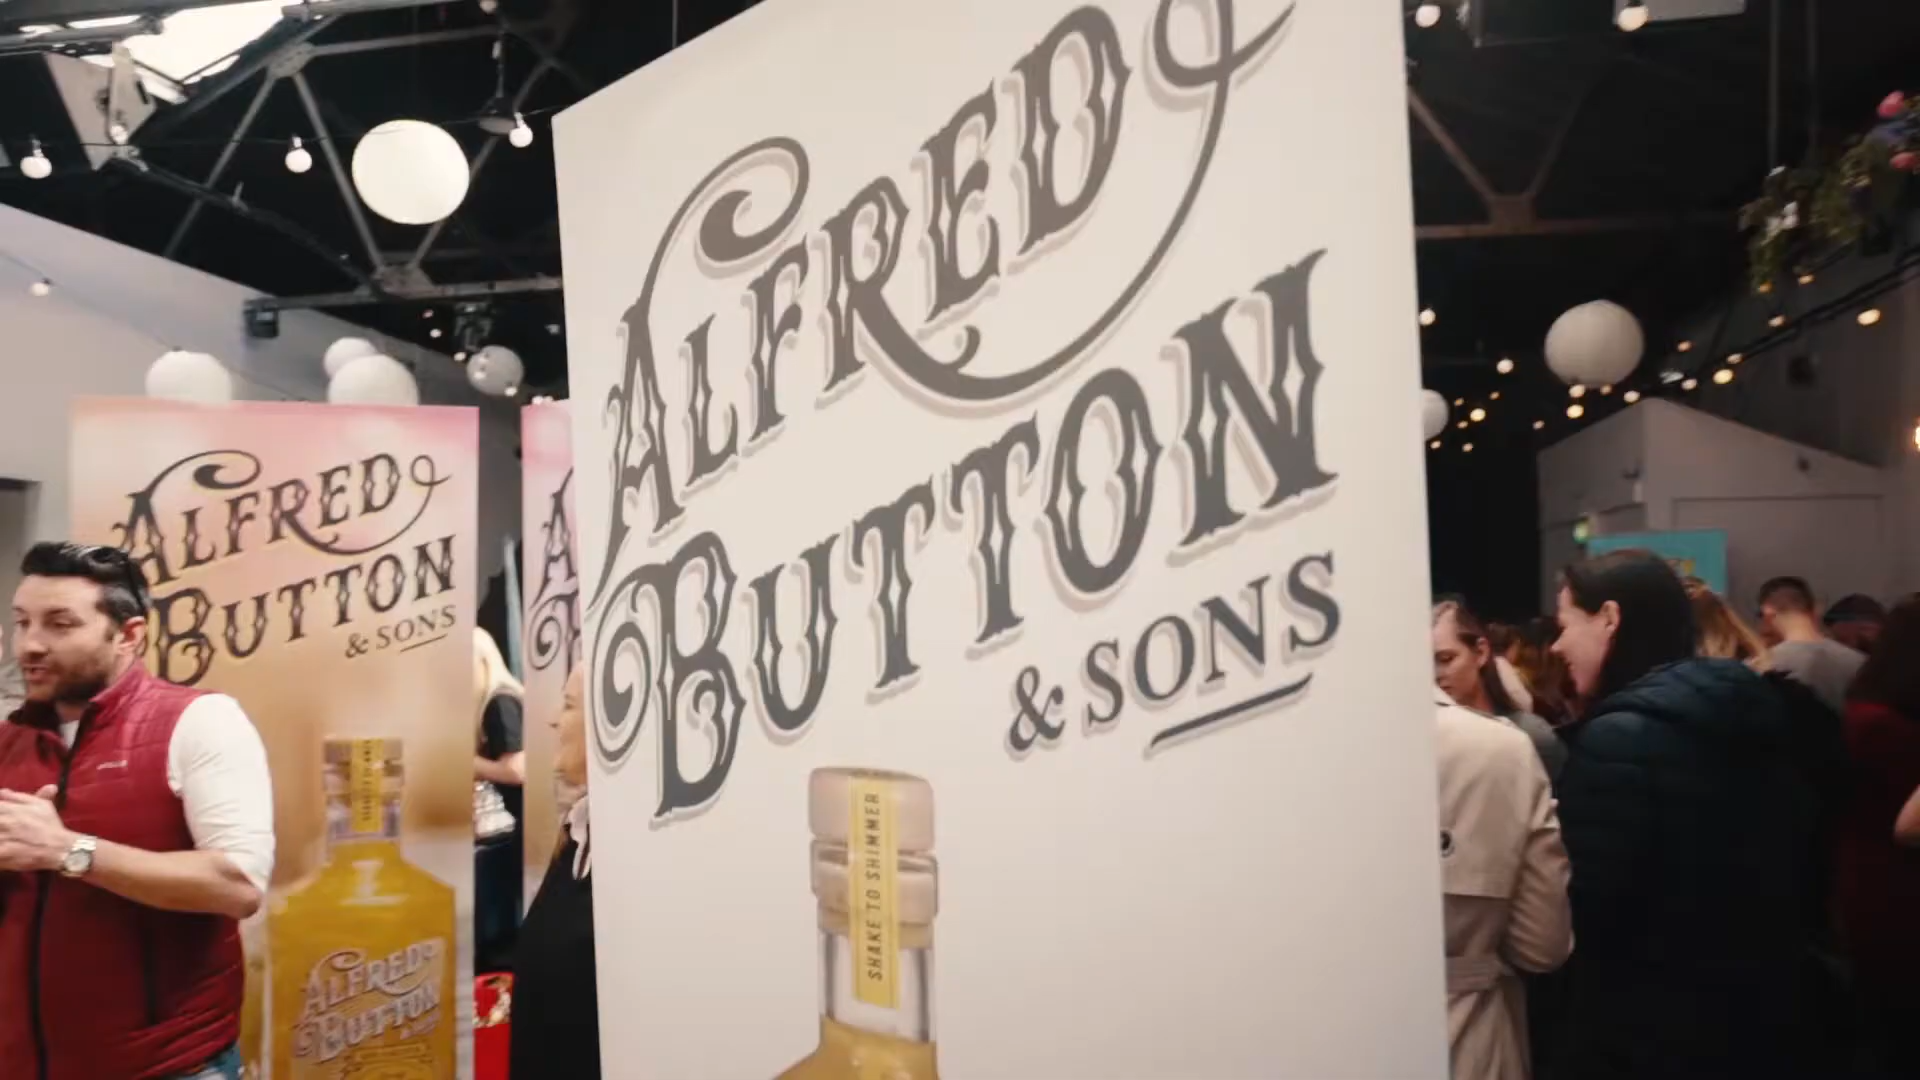 ALFRED
BUTTON
& SONS
SHAKE TO SHIMMER
ALFRED
BUTTON
& SONS
ALFRED
BUTTON